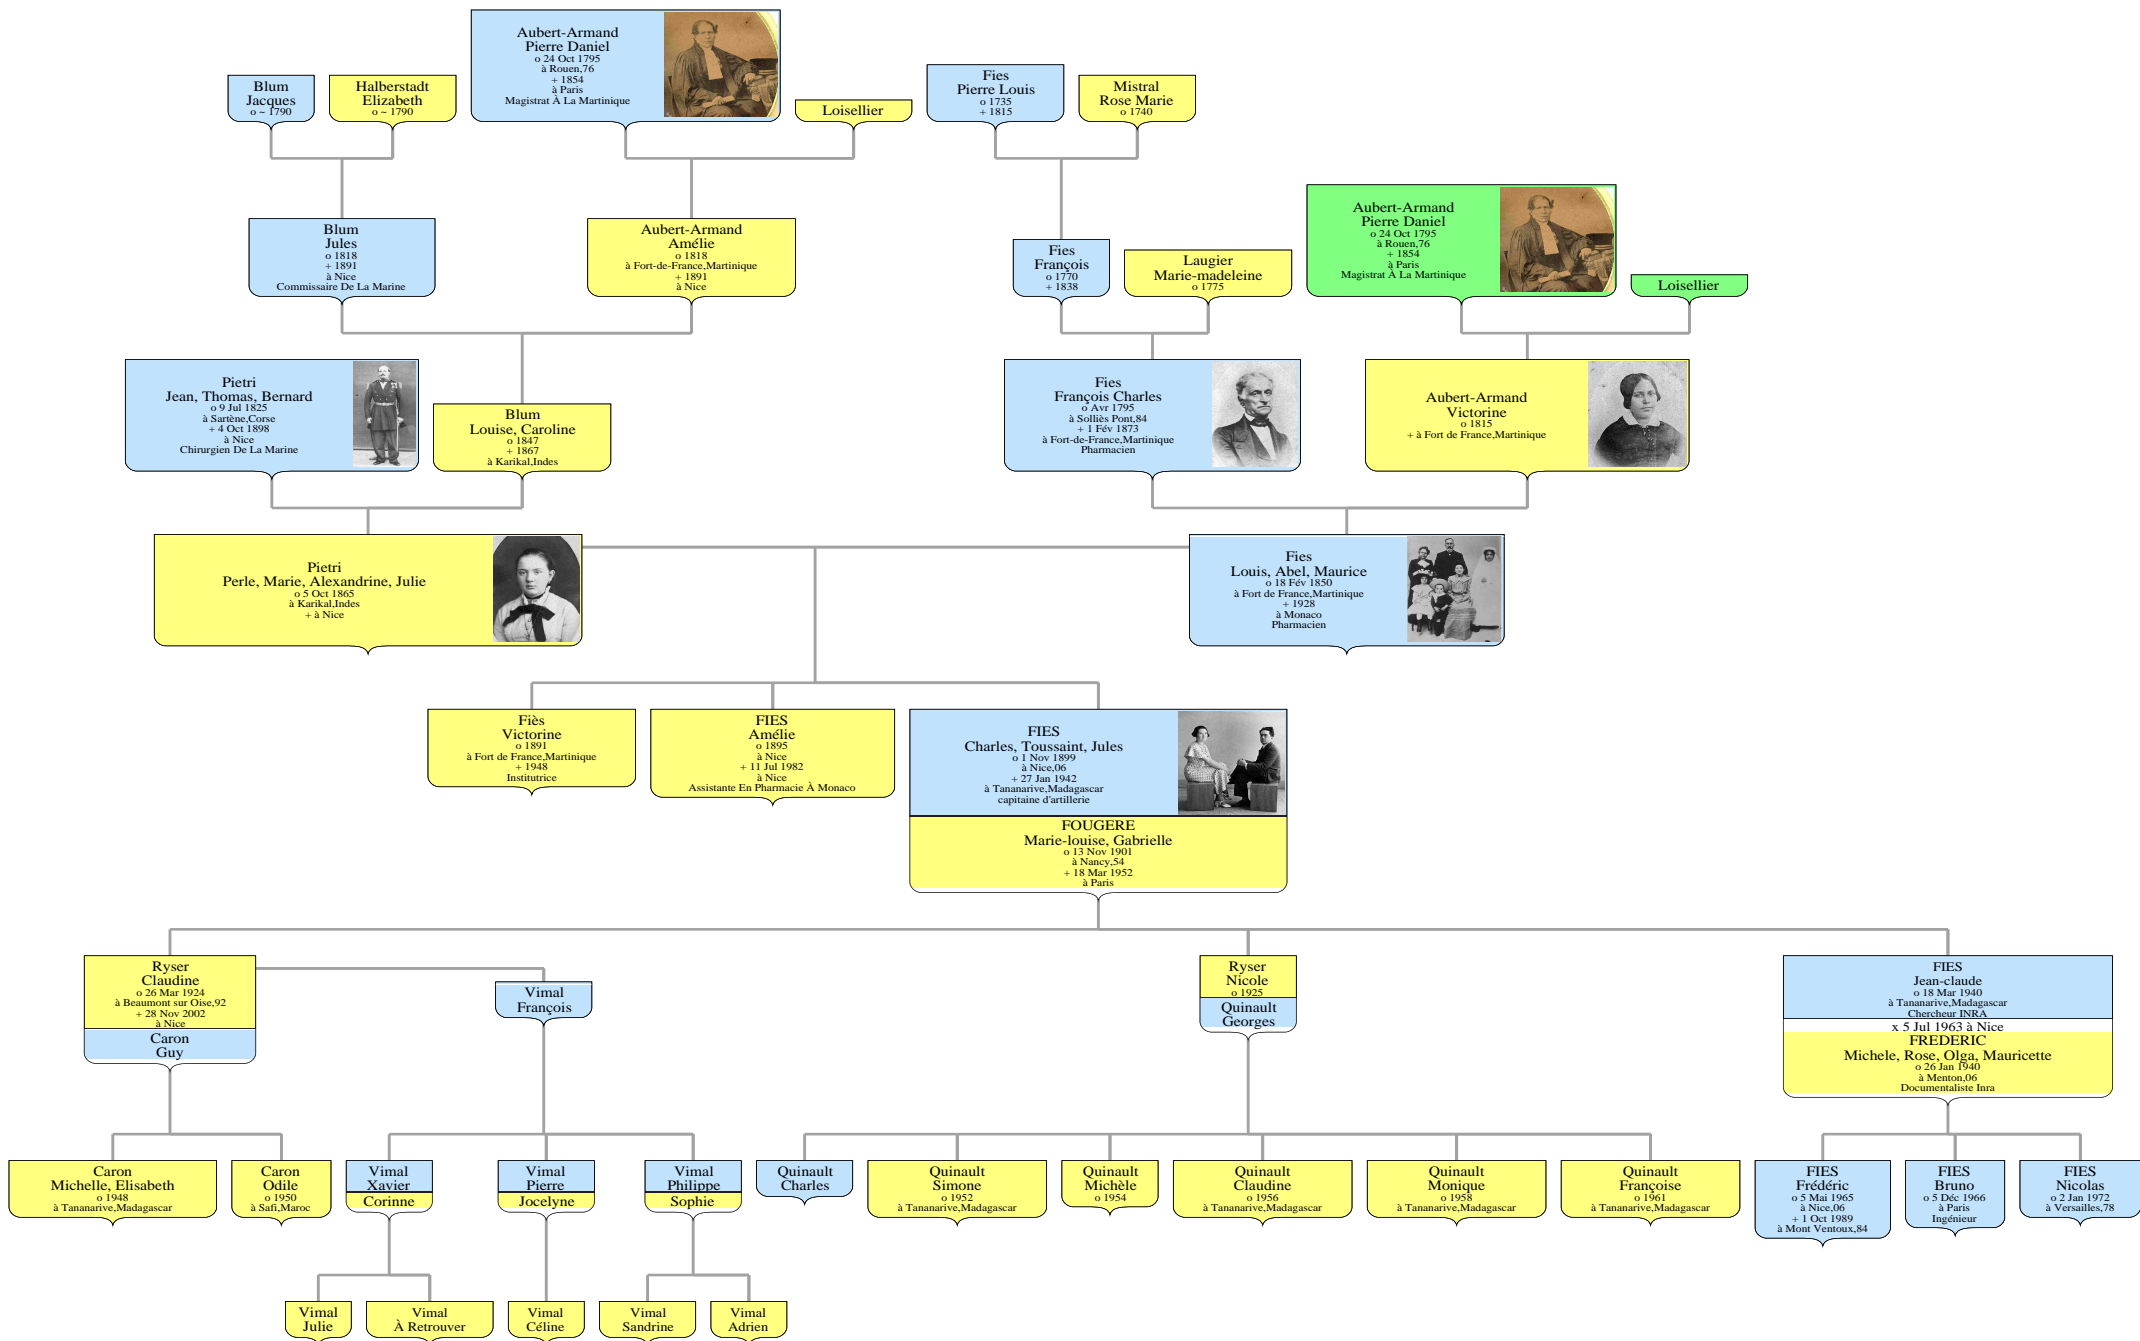 Aubert-Armand
Pierre Daniel
o 24 Oct 1795
à Rouen,76
+ 1854
à Paris
Magistrat À La Martinique
Blum
Jacques
o ~ 1790
Halberstadt
Elizabeth
o ~ 1790
Loisellier
Fies
Pierre Louis
o 1735
+ 1815
Mistral
Rose Marie
o 1740
Blum
Jules
o 1818
+ 1891
à Nice
Commissaire De La Marine
Aubert-Armand
Amélie
o 1818
à Fort-de-France,Martinique
+ 1891
à Nice
Fies
François
o 1770
+ 1838
Laugier
Marie-madeleine
o 1775
Aubert-Armand
Pierre Daniel
o 24 Oct 1795
à Rouen,76
+ 1854
à Paris
Magistrat À La Martinique
Loisellier
Pietri
Jean, Thomas, Bernard
o 9 Jul 1825
à Sartène,Corse
+ 4 Oct 1898
à Nice
Chirurgien De La Marine
Blum
Louise, Caroline
o 1847
+ 1867
à Karikal,Indes
Fies
François Charles
o Avr 1795
à Solliès Pont,84
+ 1 Fév 1873
à Fort-de-France,Martinique
Pharmacien
Aubert-Armand
Victorine
o 1815
+ à Fort de France,Martinique
Pietri
Perle, Marie, Alexandrine, Julie
o 5 Oct 1865
à Karikal,Indes
+ à Nice
Fies
Louis, Abel, Maurice
o 18 Fév 1850
à Fort de France,Martinique
+ 1928
à Monaco
Pharmacien
Fiès
Victorine
o 1891
à Fort de France,Martinique
+ 1948
Institutrice
FIES
Amélie
o 1895
à Nice
+ 11 Jul 1982
à Nice
Assistante En Pharmacie À Monaco
FIES
Charles, Toussaint, Jules
o 1 Nov 1899
à Nice,06
+ 27 Jan 1942
à Tananarive,Madagascar
capitaine d'artillerie
FOUGERE
Marie-louise, Gabrielle
o 13 Nov 1901
à Nancy,54
+ 18 Mar 1952
à Paris
Ryser
Claudine
o 26 Mar 1924
à Beaumont sur Oise,92
+ 28 Nov 2002
à Nice
Caron
Guy
Vimal
François
Ryser
Nicole
o 1925
Quinault
Georges
FIES
Jean-claude
o 18 Mar 1940
à Tananarive,Madagascar
Chercheur INRA
x 5 Jul 1963 à Nice
FREDERIC
Michele, Rose, Olga, Mauricette
o 26 Jan 1940
à Menton,06
Documentaliste Inra
Caron
Michelle, Elisabeth
o 1948
à Tananarive,Madagascar
Caron
Odile
o 1950
à Safi,Maroc
Vimal
Xavier
Corinne
Vimal
Pierre
Jocelyne
Vimal
Philippe
Sophie
Quinault
Charles
Quinault
Simone
o 1952
à Tananarive,Madagascar
Quinault
Michèle
o 1954
Quinault
Claudine
o 1956
à Tananarive,Madagascar
Quinault
Monique
o 1958
à Tananarive,Madagascar
Quinault
Françoise
o 1961
à Tananarive,Madagascar
FIES
Frédéric
o 5 Mai 1965
à Nice,06
+ 1 Oct 1989
à Mont Ventoux,84
FIES
Bruno
o 5 Déc 1966
à Paris
Ingénieur
FIES
Nicolas
o 2 Jan 1972
à Versailles,78
Vimal
Julie
Vimal
À Retrouver
Vimal
Céline
Vimal
Sandrine
Vimal
Adrien